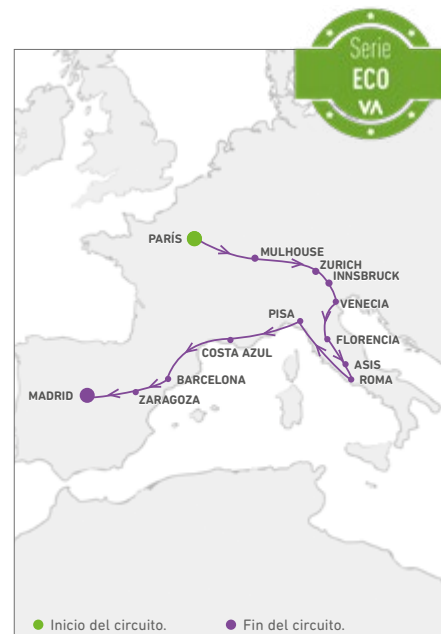 Serie
ECO
VA
PARÍS
MULHOUSE
ZURICH
INNSBRUCK
VENECIA
PISA
FLORENCIA
COSTA AZUL
ASIS
ROMA
BARCELONA
MADRID
ZARAGOZA
Inicio del circuito.
Fin del circuito.